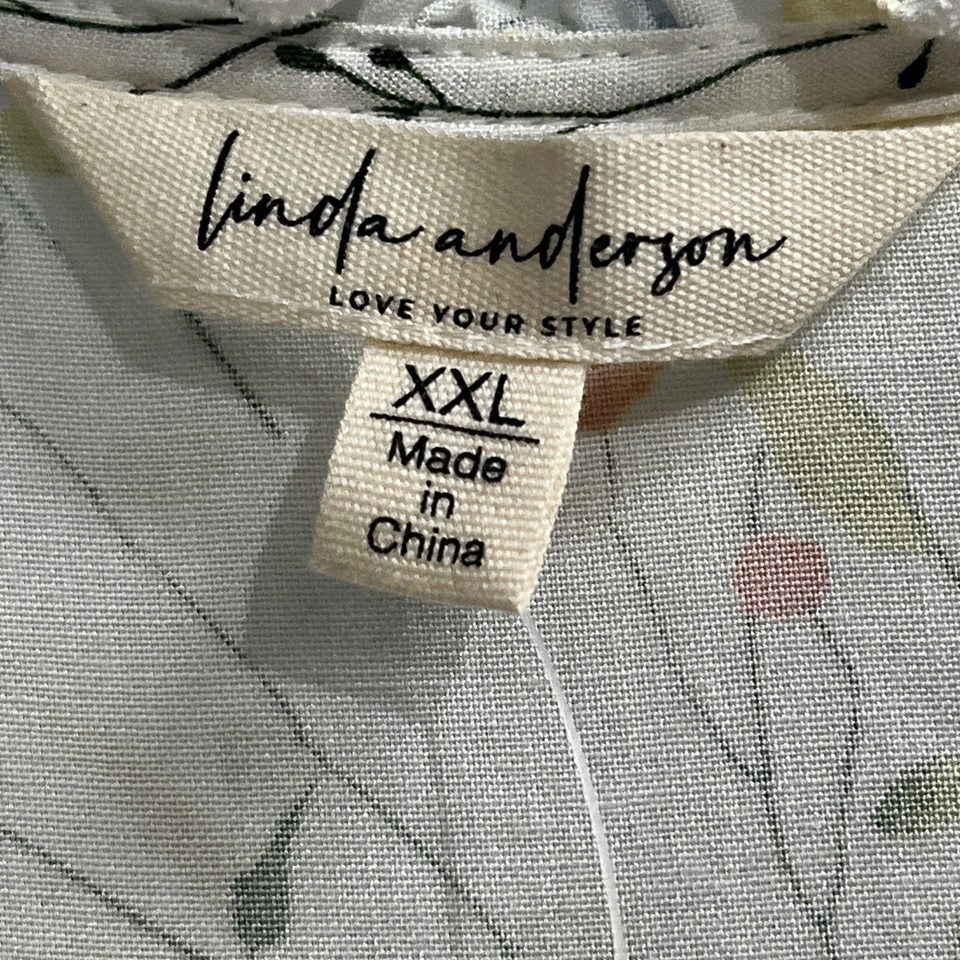 linda anderson
LOVE YOUR STYLE
XXL
Made
in
China